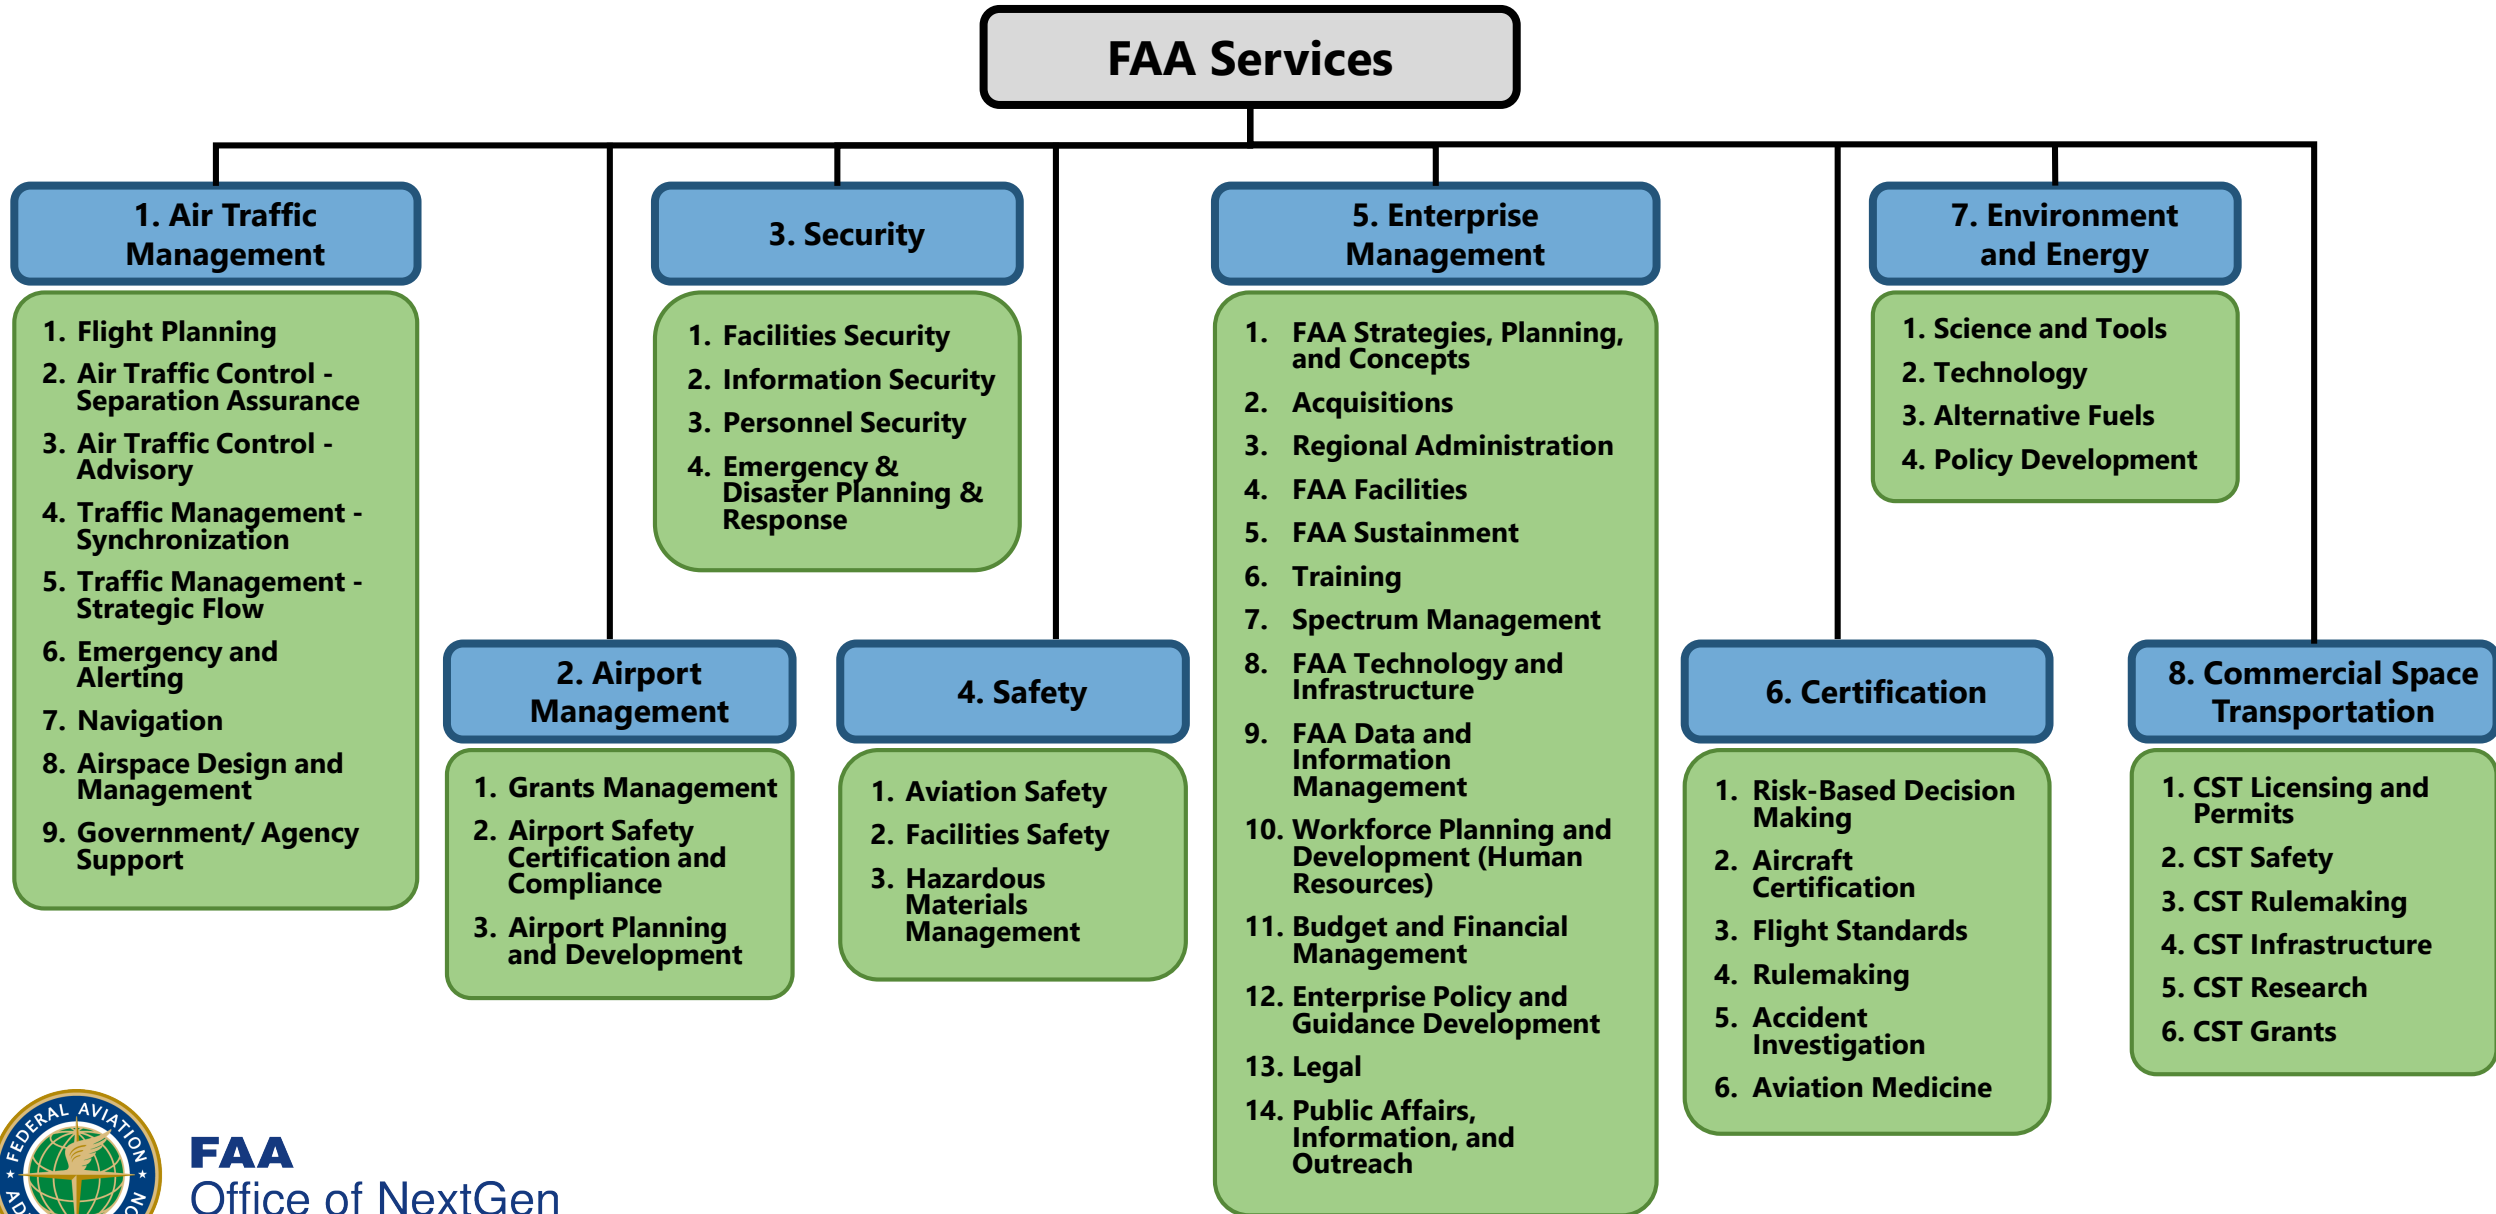 FAA Services
1. Air Traffic
Management
1. Flight Planning
2. Air Traffic Control -
Separation Assurance
3. Air Traffic Control -
Advisory
4. Traffic Management -
Synchronization
5. Traffic Management -
Strategic Flow
6. Emergency and
Alerting
7. Navigation
8. Airspace Design and
Management
9. Government/ Agency
Support
2. Airport
Management
1. Grants Management
2. Airport Safety
Certification and
Compliance
3. Airport Planning
and Development
3. Security
1. Facilities Security
2. Information Security
3. Personnel Security
4. Emergency &
Disaster Planning &
Response
4. Safety
1. Aviation Safety
2. Facilities Safety
3. Hazardous
Materials
Management
5. Enterprise
Management
1. FAA Strategies, Planning,
and Concepts
2. Acquisitions
3. Regional Administration
4. FAA Facilities
5. FAA Sustainment
6. Training
7. Spectrum Management
8. FAA Technology and
Infrastructure
9. FAA Data and
Information
Management
10. Workforce Planning and
Development (Human
Resources)
11. Budget and Financial
Management
12. Enterprise Policy and
Guidance Development
13. Legal
14. Public Affairs,
Information, and
Outreach
6. Certification
1. Risk-Based Decision
Making
2. Aircraft
Certification
3. Flight Standards
4. Rulemaking
5. Accident
Investigation
6. Aviation Medicine
7. Environment
and Energy
1. Science and Tools
2. Technology
3. Alternative Fuels
4. Policy Development
8. Commercial Space
Transportation
1. CST Licensing and
Permits
2. CST Safety
3. CST Rulemaking
4. CST Infrastructure
5. CST Research
6. CST Grants
FEDERAL AVIATION
FAA
Office of NextGen